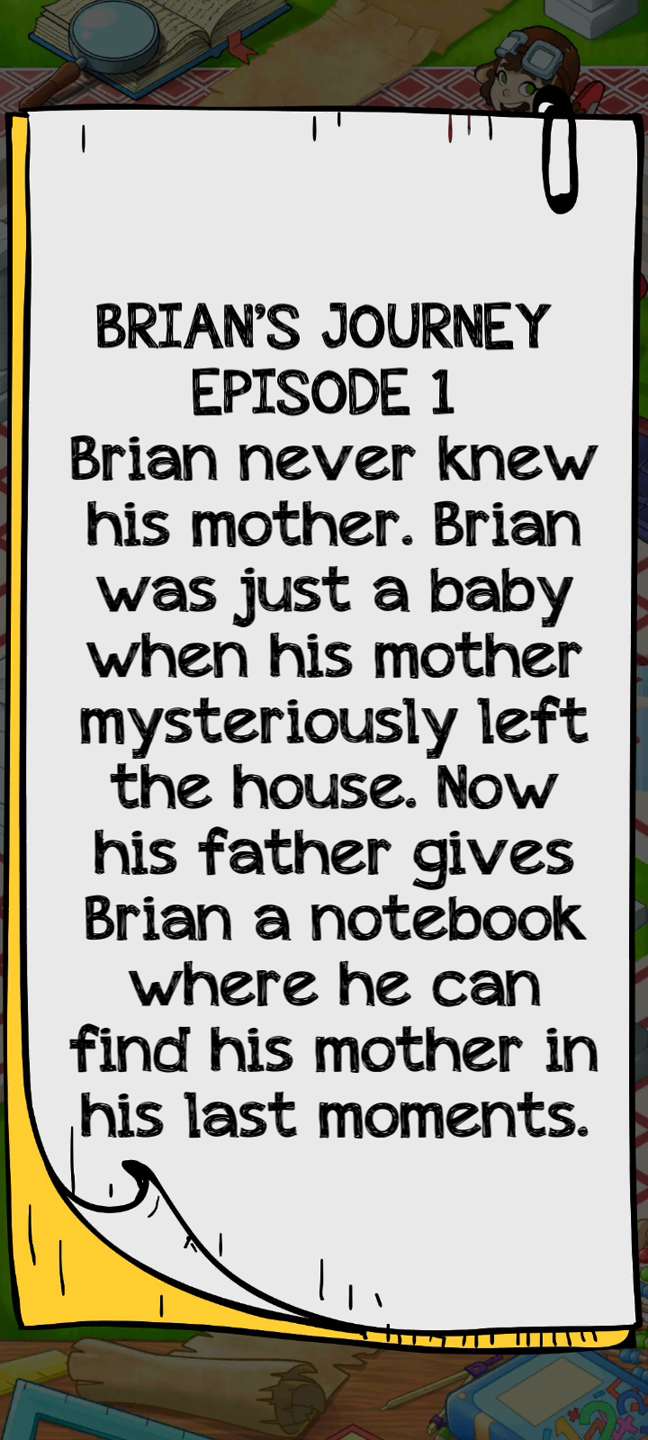 BRIAN'S JOURNEY
EPISODE 1
Brian never knew
his mother. Brian
was just a baby
when his mother
mysteriously left
the house. Now
his father gives
Brian a notebook
where he can
find his mother in
his last moments.